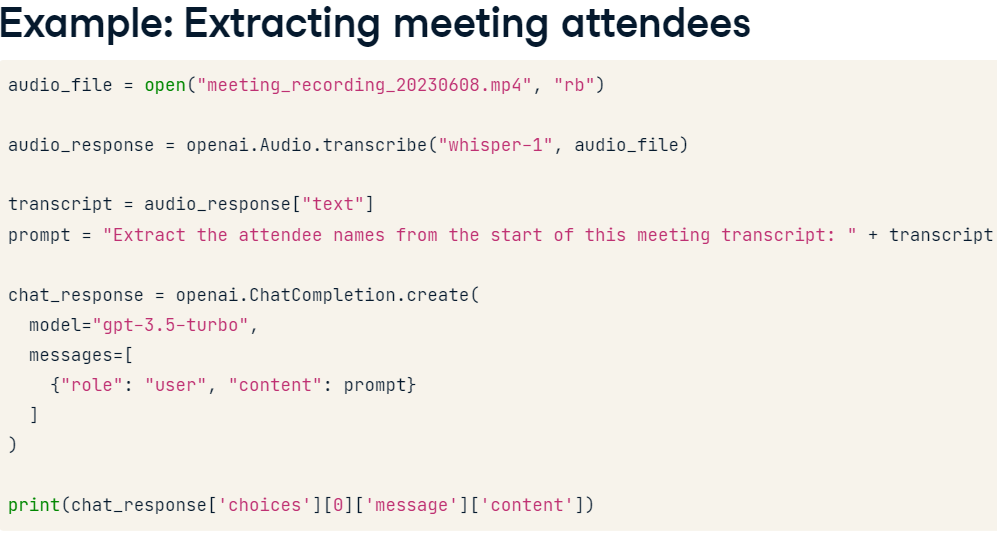 Example: Extracting meeting attendees
audio_file = open("meeting_recording_20230608.mp4", "rb")
audio_response = openai.Audio.transcribe("whisper-1", audio_file)
transcript = audio_response["text"]
prompt = "Extract the attendee names from the start of this meeting transcript: " + transcript
chat_response = openai.ChatCompletion.create(
  model="gpt-3.5-turbo",
  messages=[
    {"role": "user", "content": prompt}
  ]
)
print(chat_response['choices'][0]['message']['content'])